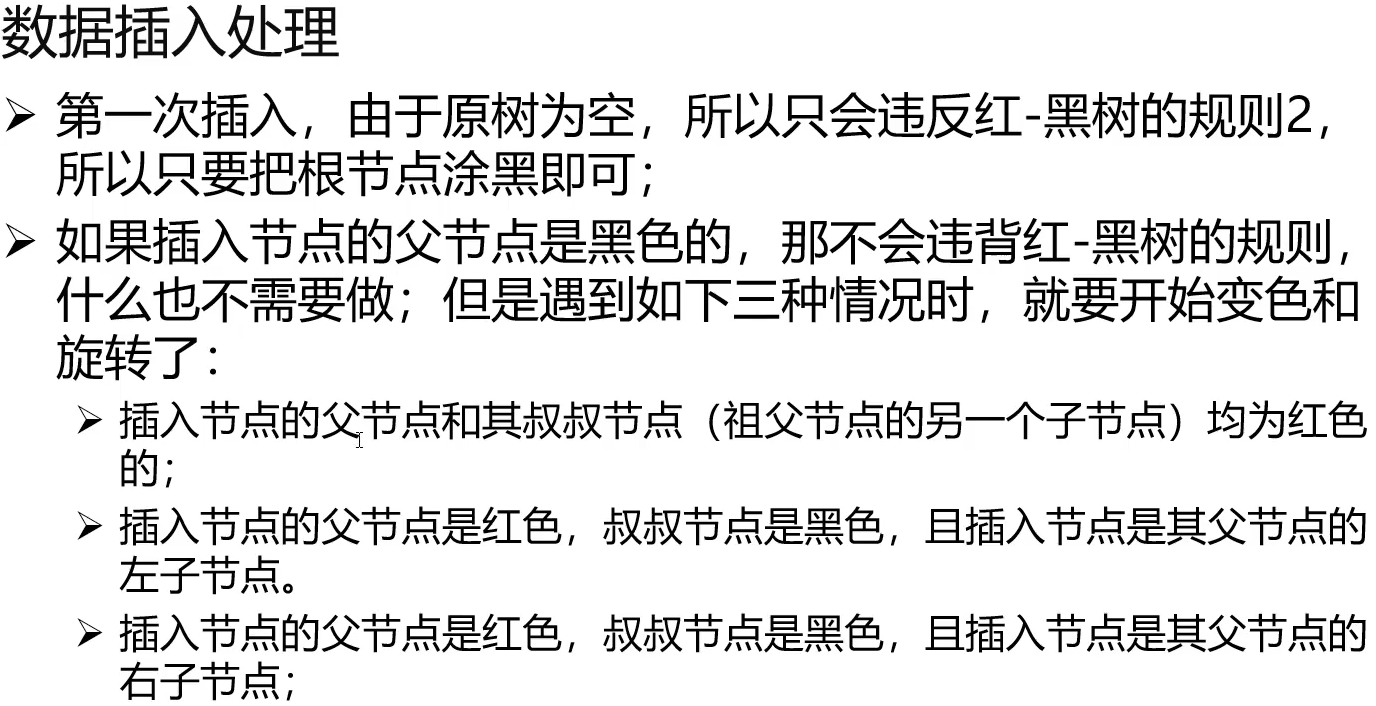 数据插入处理
第一次插入，由于原树为空，所以只会违反红-黑树的规则2，
所以只要把根节点涂黑即可；
如果插入节点的父节点是黑色的，那不会违背红-黑树的规则，
什么也不需要做；但是遇到如下三种情况时，就要开始变色和
旋转了：
插入节点的父节点和其叔叔节点（祖父节点的另一个子节点）均为红色
的；
插入节点的父节点是红色，叔叔节点是黑色，且插入节点是其父节点的
左子节点。
插入节点的父节点是红色，叔叔节点是黑色，且插入节点是其父节点的
右子节点；